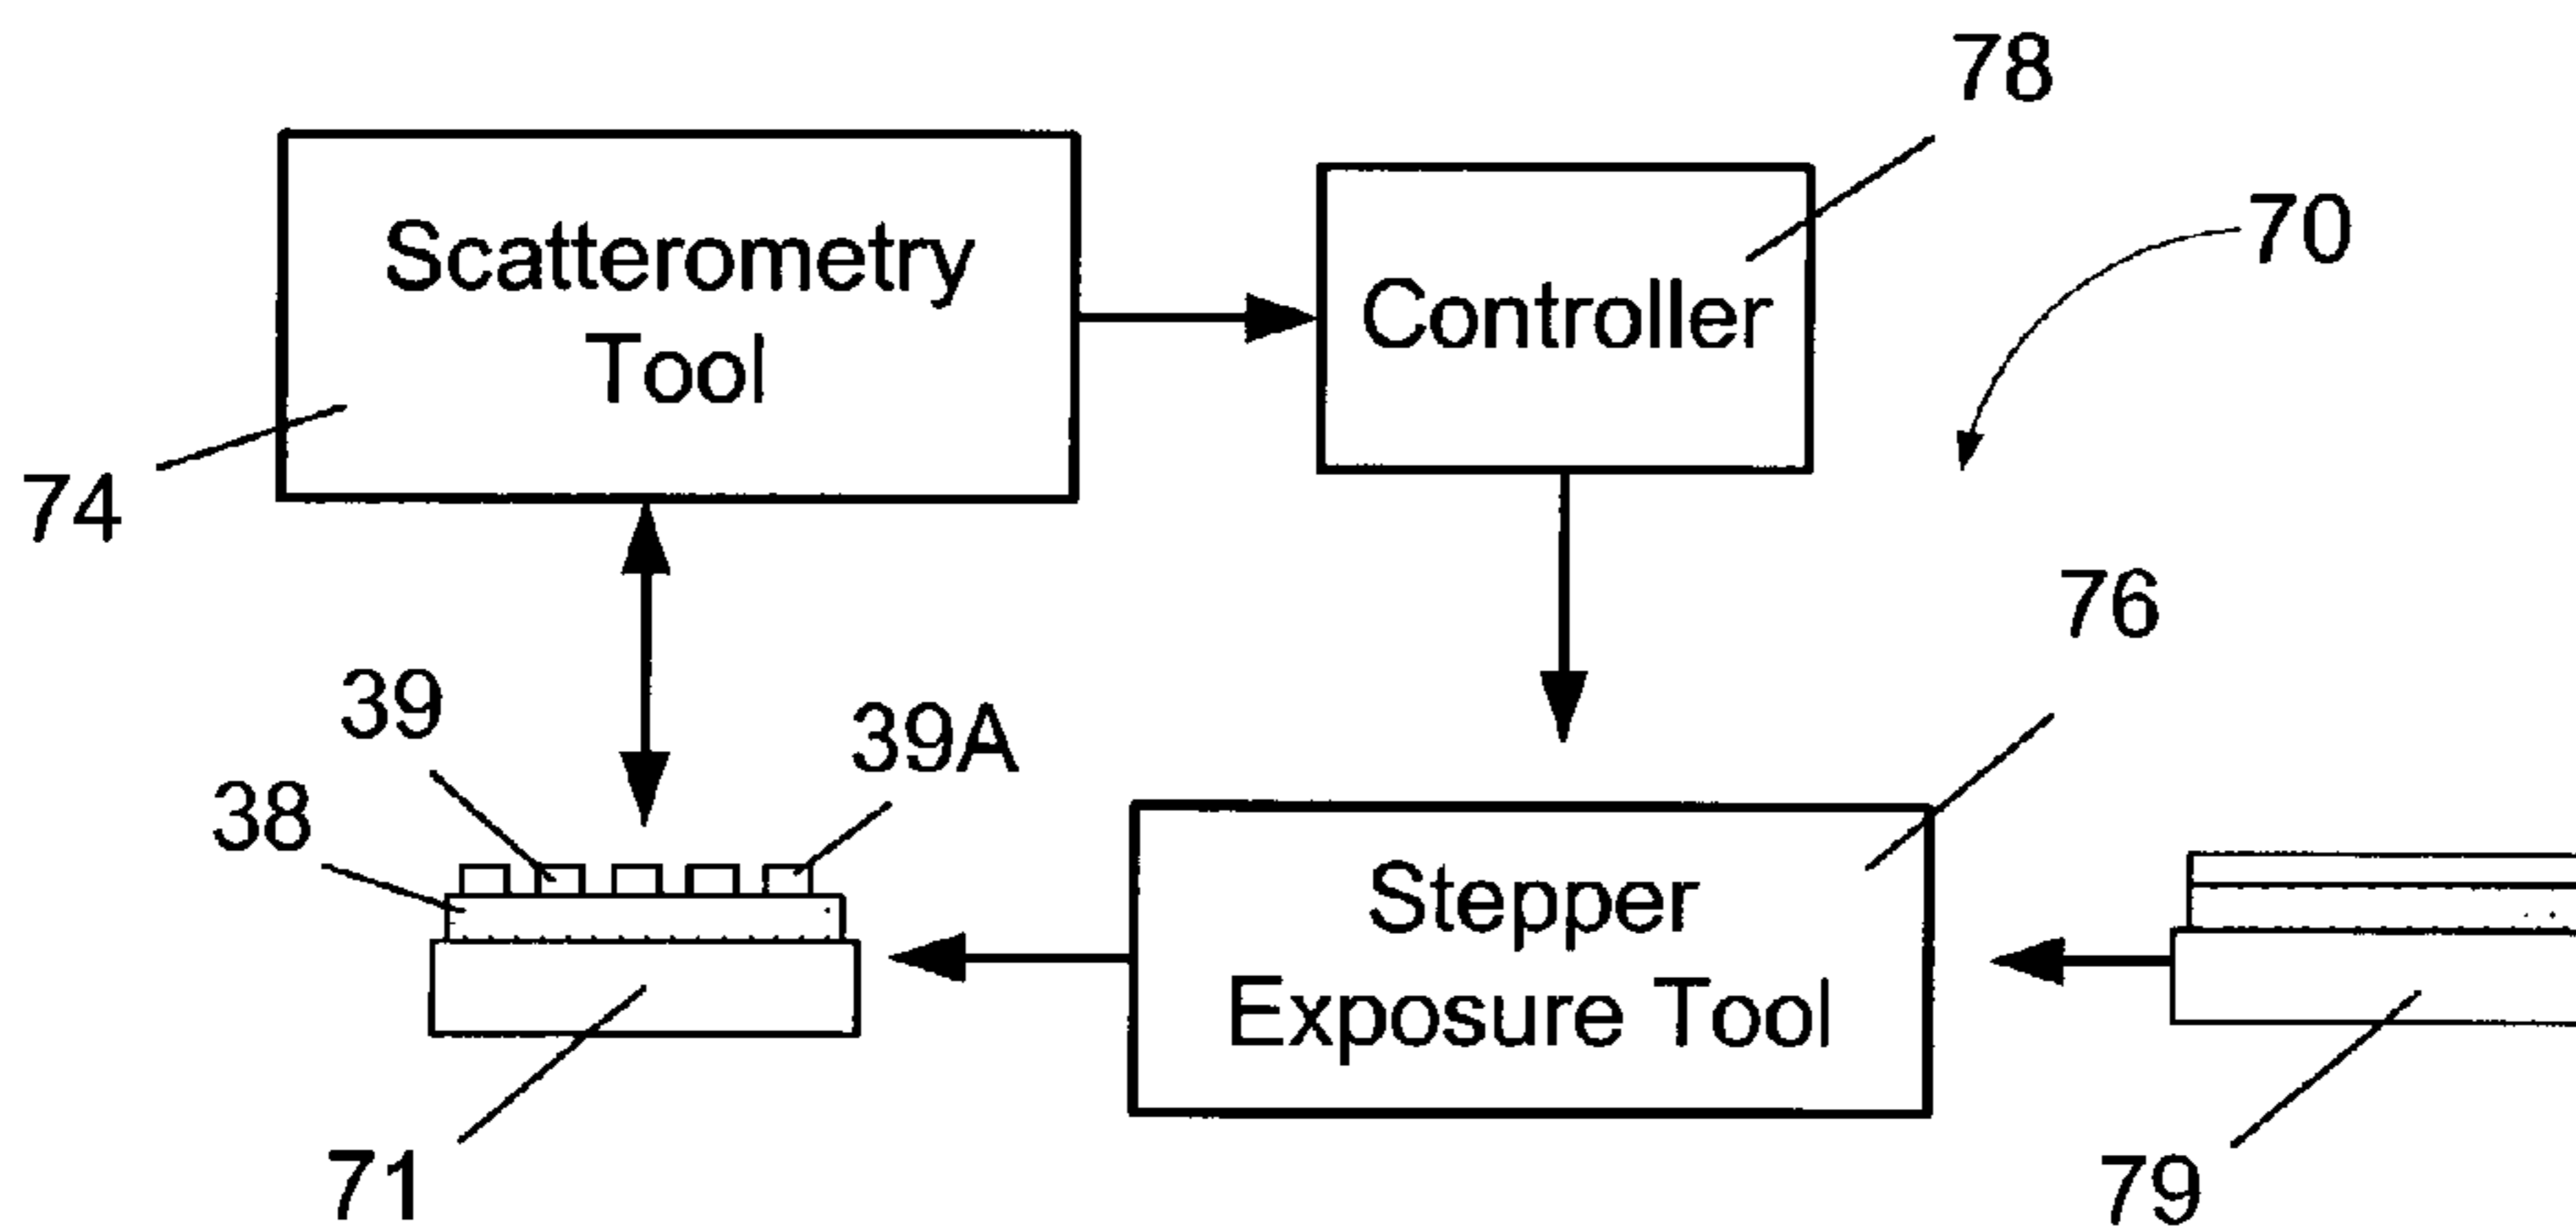 78
70
Scatterometry
Tool
Controller
74
76
39
39A
38
Stepper
Exposure Tool
71
79